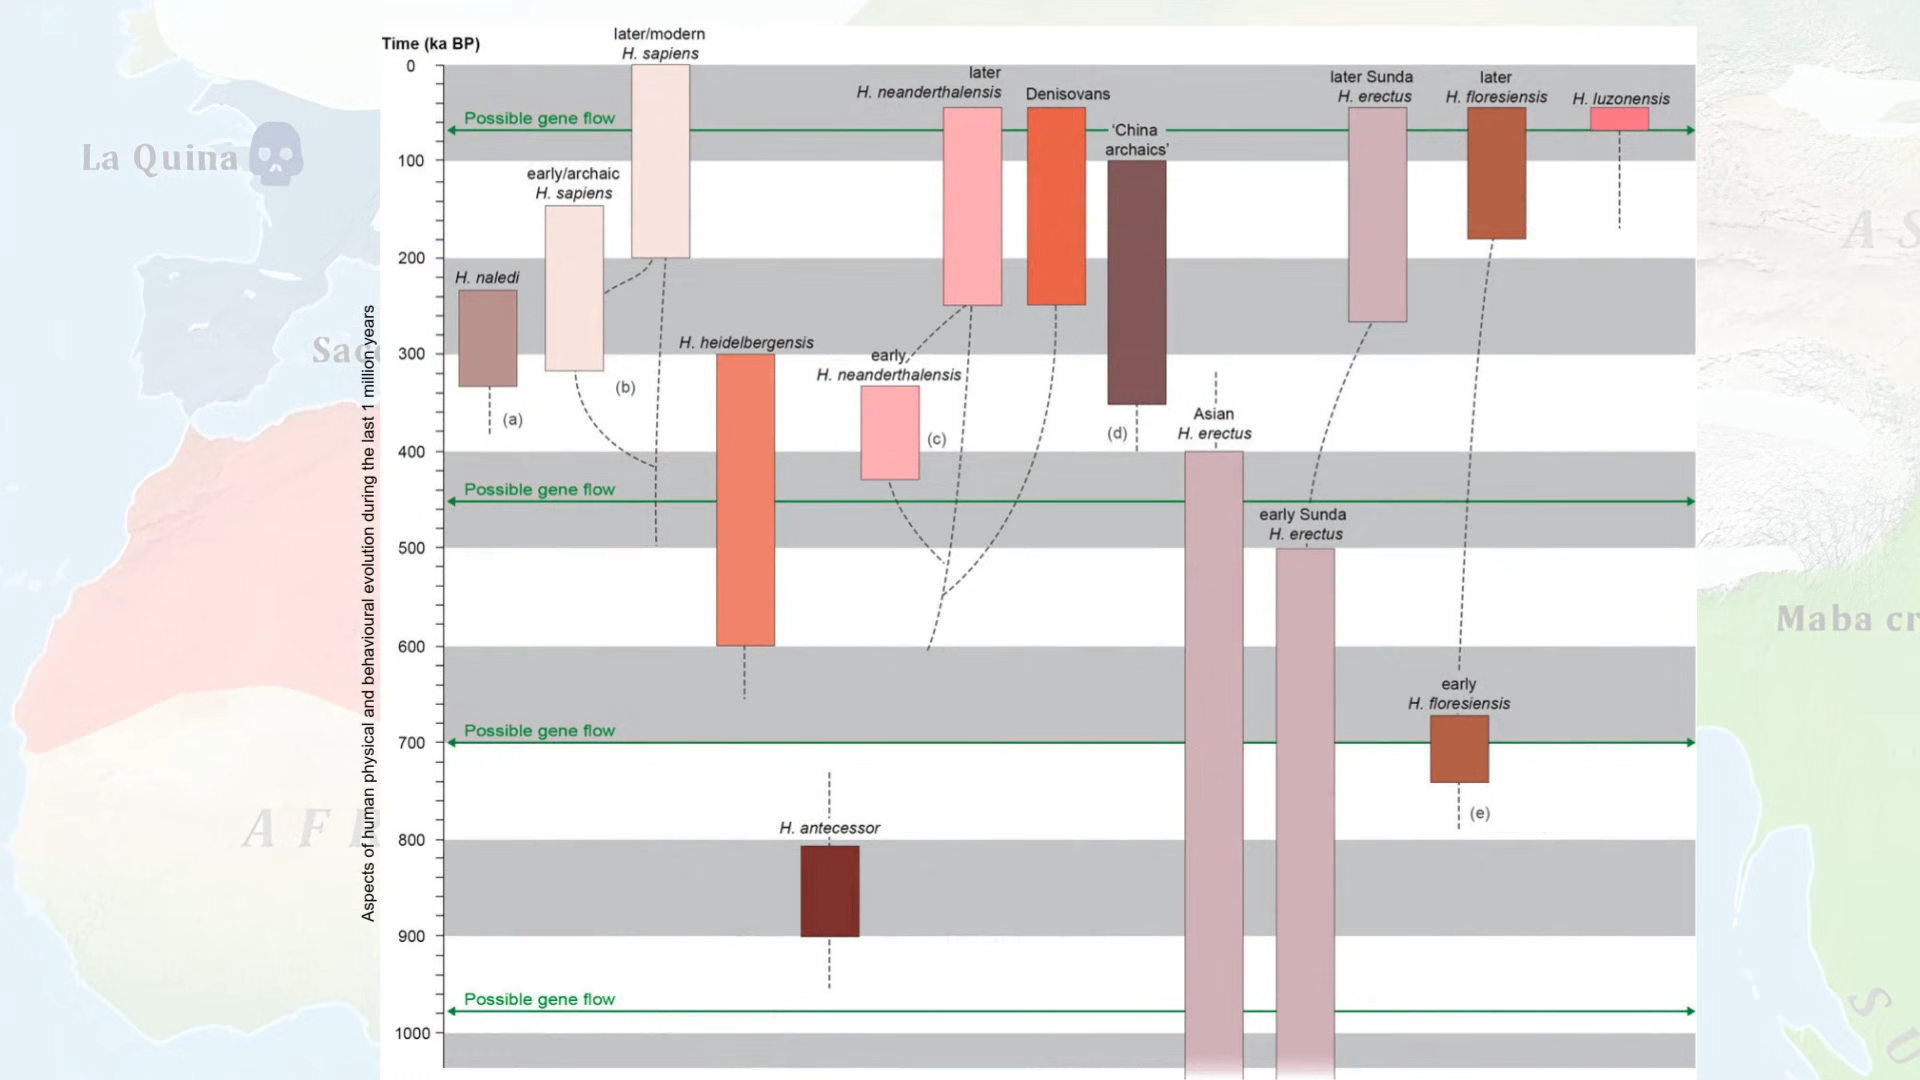 Time (ka BP)
later/modern
H. sapiens
0
later
H. neanderthalensis
Denisovans
later Sunda
H. erectus
later
H. floresiensis
H. luzonensis
Possible gene flow
'China
archaics'
La Quina
100
early/archaic
H. sapiens
200
H. naledi
300
H. heidelbergensis
early
H. neanderthalensis
(a)
(b)
(c)
(d)
Asian
H. erectus
400
Possible gene flow
early Sunda
H. erectus
500
600
early
H. floresiensis
700
Possible gene flow
(e)
800
H. antecessor
900
Possible gene flow
1000
Aspects of human physical and behavioural evolution during the last 1 million years
Maba